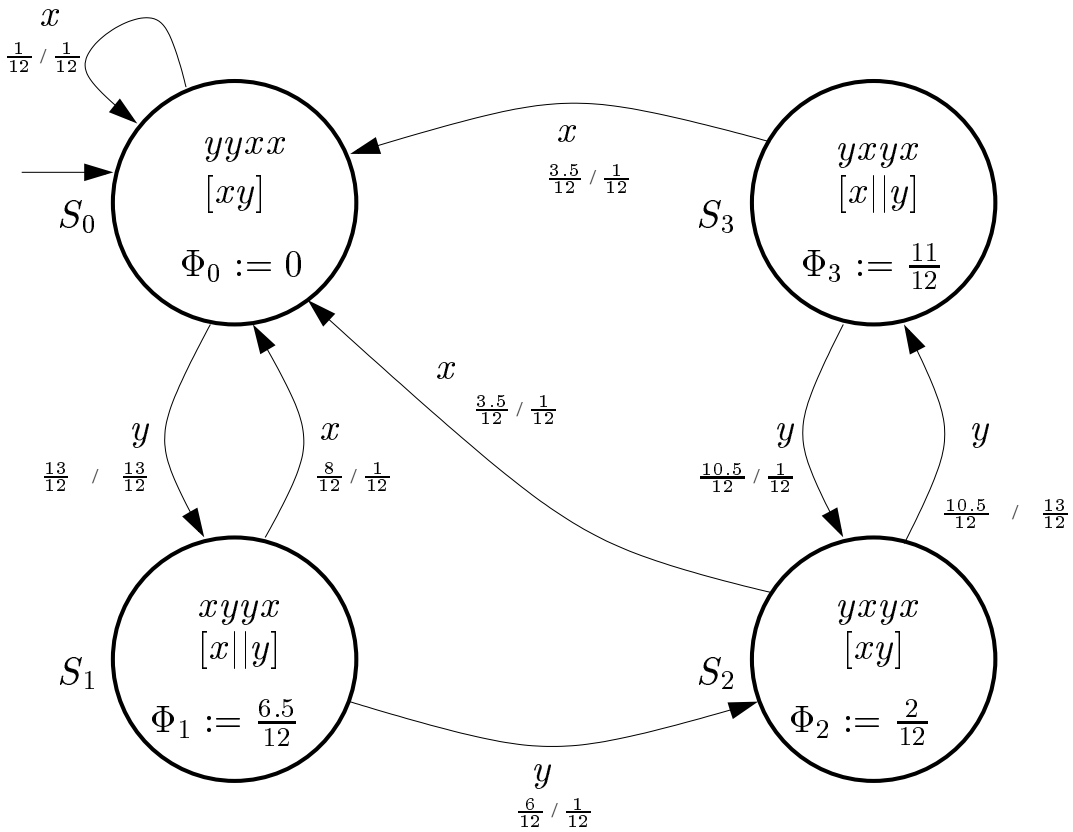 x
1/12 / 1/12
yyxx
[xy]
S₀
Φ₀ := 0
x
3.5/12 / 1/12
yxyx
[x||y]
S₃
Φ₃ := 11/12
x
3.5/12 / 1/12
y
13/12 / 13/12
x
8/12 / 1/12
y
10.5/12 / 1/12
y
10.5/12 / 13/12
xyyx
[x||y]
S₁
Φ₁ := 6.5/12
yxyx
[xy]
S₂
Φ₂ := 2/12
y
6/12 / 1/12